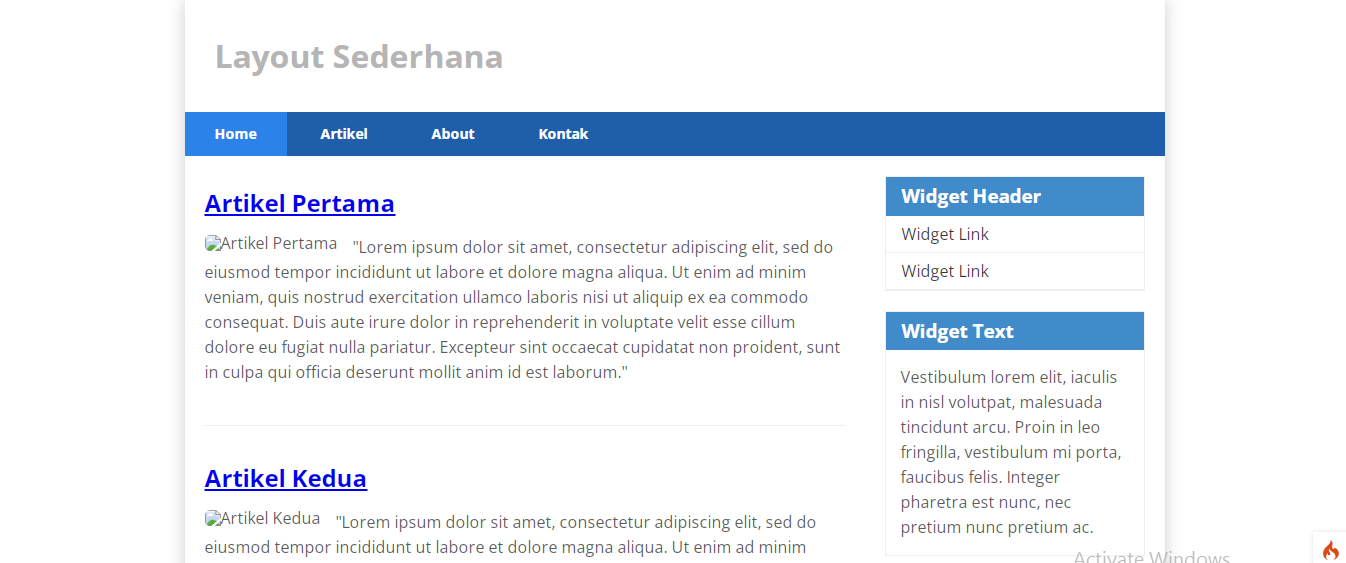 Layout Sederhana
Home Artikel About Kontak
Artikel Pertama
Artikel Pertama "Lorem ipsum dolor sit amet, consectetur adipiscing elit, sed do
eiusmod tempor incididunt ut labore et dolore magna aliqua. Ut enim ad minim
veniam, quis nostrud exercitation ullamco laboris nisi ut aliquip ex ea commodo
consequat. Duis aute irure dolor in reprehenderit in voluptate velit esse cillum
dolore eu fugiat nulla pariatur. Excepteur sint occaecat cupidatat non proident, sunt
in culpa qui officia deserunt mollit anim id est laborum."
Artikel Kedua
Artikel Kedua "Lorem ipsum dolor sit amet, consectetur adipiscing elit, sed do
eiusmod tempor incididunt ut labore et dolore magna aliqua. Ut enim ad minim
Widget Header
Widget Link
Widget Link
Widget Text
Vestibulum lorem elit, iaculis
in nisl volutpat, malesuada
tincidunt arcu. Proin in leo
fringilla, vestibulum mi porta,
faucibus felis. Integer
pharetra est nunc, nec
pretium nunc pretium ac.
Activate Windows